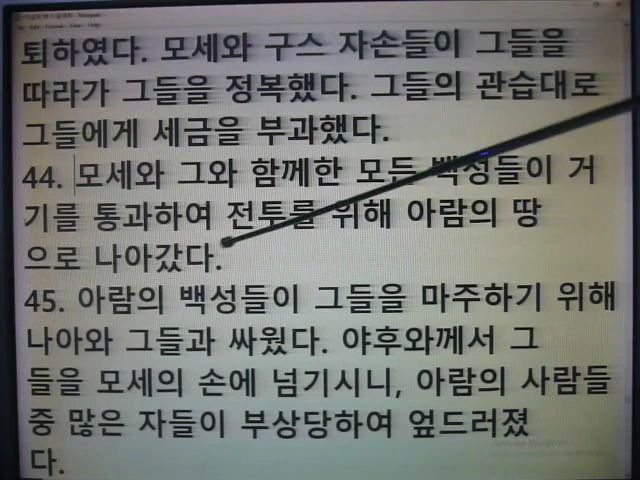 퇴하였다. 모세와 구스 자손들이 그들을
따라가 그들을 정복했다. 그들의 관습대로
그들에게 세금을 부과했다.
44. 모세와 그와 함께한 모든 백성들이 거
기를 통과하여 전투를 위해 아람의 땅
으로 나아갔다.
45. 아람의 백성들이 그들을 마주하기 위해
나아와 그들과 싸웠다. 야후와께서 그
들을 모세의 손에 넘기시니, 아람의 사람들
중 많은 자들이 부상당하여 엎드러졌
다.